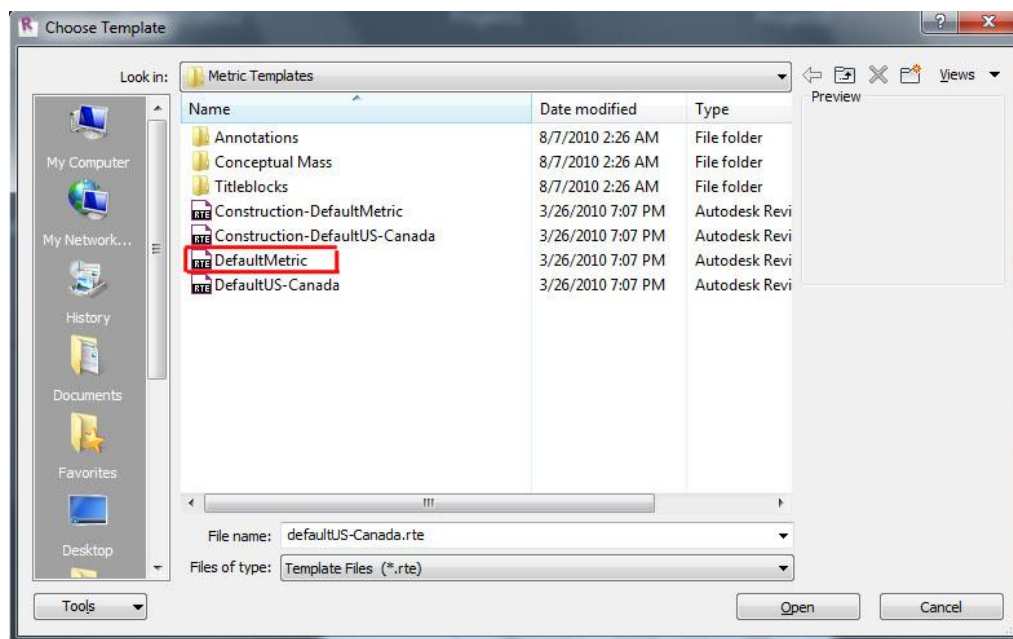 Choose Template
Look in: Metric Templates Views
Name Date modified Type Preview
Annotations 8/7/2010 2:26 AM File folder
Conceptual Mass 8/7/2010 2:26 AM File folder
Titleblocks 8/7/2010 2:26 AM File folder
RTE Construction-DefaultMetric 3/26/2010 7:07 PM Autodesk Revi
RTE Construction-DefaultUS-Canada 3/26/2010 7:07 PM Autodesk Revi
RTE DefaultMetric 3/26/2010 7:07 PM Autodesk Revi
RTE DefaultUS-Canada 3/26/2010 7:07 PM Autodesk Revi
My Computer
My Network...
History
Documents
Favorites
Desktop
File name: defaultUS-Canada.rte
Files of type: Template Files (*.rte)
Tools Open Cancel